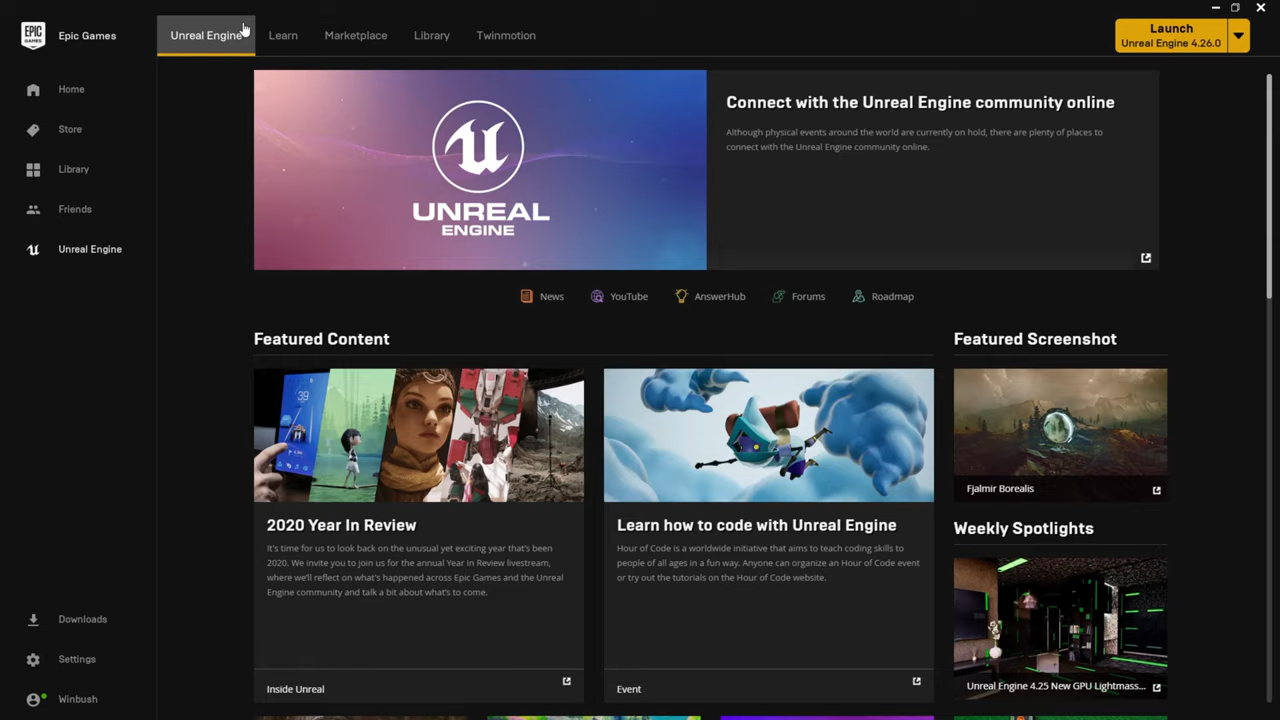 EPIC
GAMES
Epic Games
Unreal Engine
Learn
Marketplace
Library
Twinmotion
Launch
Unreal Engine 4.26.0
Home
Store
Library
Friends
Unreal Engine
UNREAL
ENGINE
Connect with the Unreal Engine community online
Although physical events around the world are currently on hold, there are plenty of places to
connect with the Unreal Engine community online.
News
YouTube
AnswerHub
Forums
Roadmap
Featured Content
Featured Screenshot
39
2020 Year In Review
It's time for us to look back on the unusual yet exciting year that's been
2020. We invite you to join us for the annual Year In Review livestream,
where we'll reflect on what's happened across Epic Games and the Unreal
Engine community and talk a bit about what's to come.
Inside Unreal
Learn how to code with Unreal Engine
Hour of Code is a worldwide initiative that aims to teach coding skills to
people of all ages in a fun way. Anyone can organize an Hour of Code event
or try out the tutorials on the Hour of Code website.
Event
Fjalmir Borealis
Weekly Spotlights
Unreal Engine 4.25 New GPU Lightmass...
Downloads
Settings
Winbush